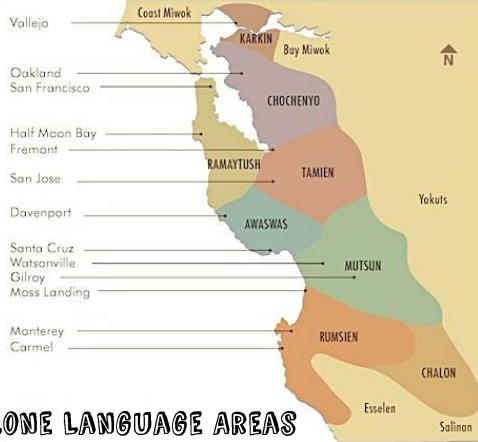 Coast Miwok
Vallejo
KARKIN
Bay Miwok
N
Oakland
San Francisco
CHOCHENYO
Half Moon Bay
Fremont
RAMAYTUSH
TAMIEN
San Jose
Yokuts
Davenport
AWASWAS
Santa Cruz
Watsonville
MUTSUN
Gilroy
Moss Landing
Monterey
RUMSIEN
Carmel
CHALON
Esselen
LONE LANGUAGE AREAS
Salinan